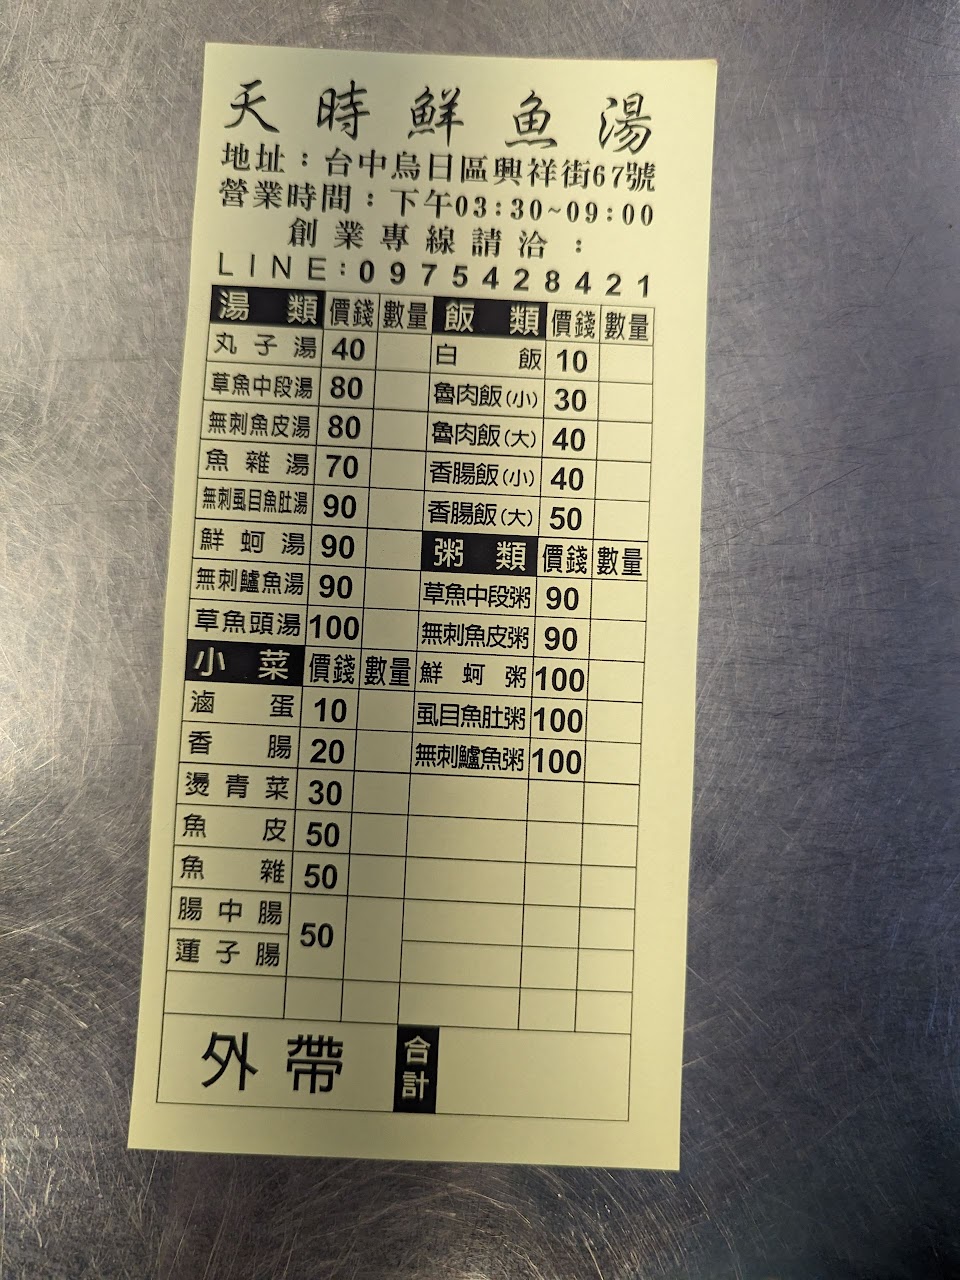 天時鮮魚湯
地址：台中烏日區興祥街67號
營業時間：下午03:30~09:00
創業專線請洽：
LINE:0975428421
湯類 價錢 數量
丸子湯 40
草魚中段湯 80
無刺魚皮湯 80
魚雜湯 70
無刺虱目魚肚湯 90
鮮蚵湯 90
無刺鱸魚湯 90
草魚頭湯 100
小菜 價錢 數量
滷蛋 10
香腸 20
燙青菜 30
魚皮 50
魚雜 50
腸中腸 50
蓮子腸
飯類 價錢 數量
白飯 10
魯肉飯(小) 30
魯肉飯(大) 40
香腸飯(小) 40
香腸飯(大) 50
粥類 價錢 數量
草魚中段粥 90
無刺魚皮粥 90
鮮蚵粥 100
虱目魚肚粥 100
無刺鱸魚粥 100
外帶 合計